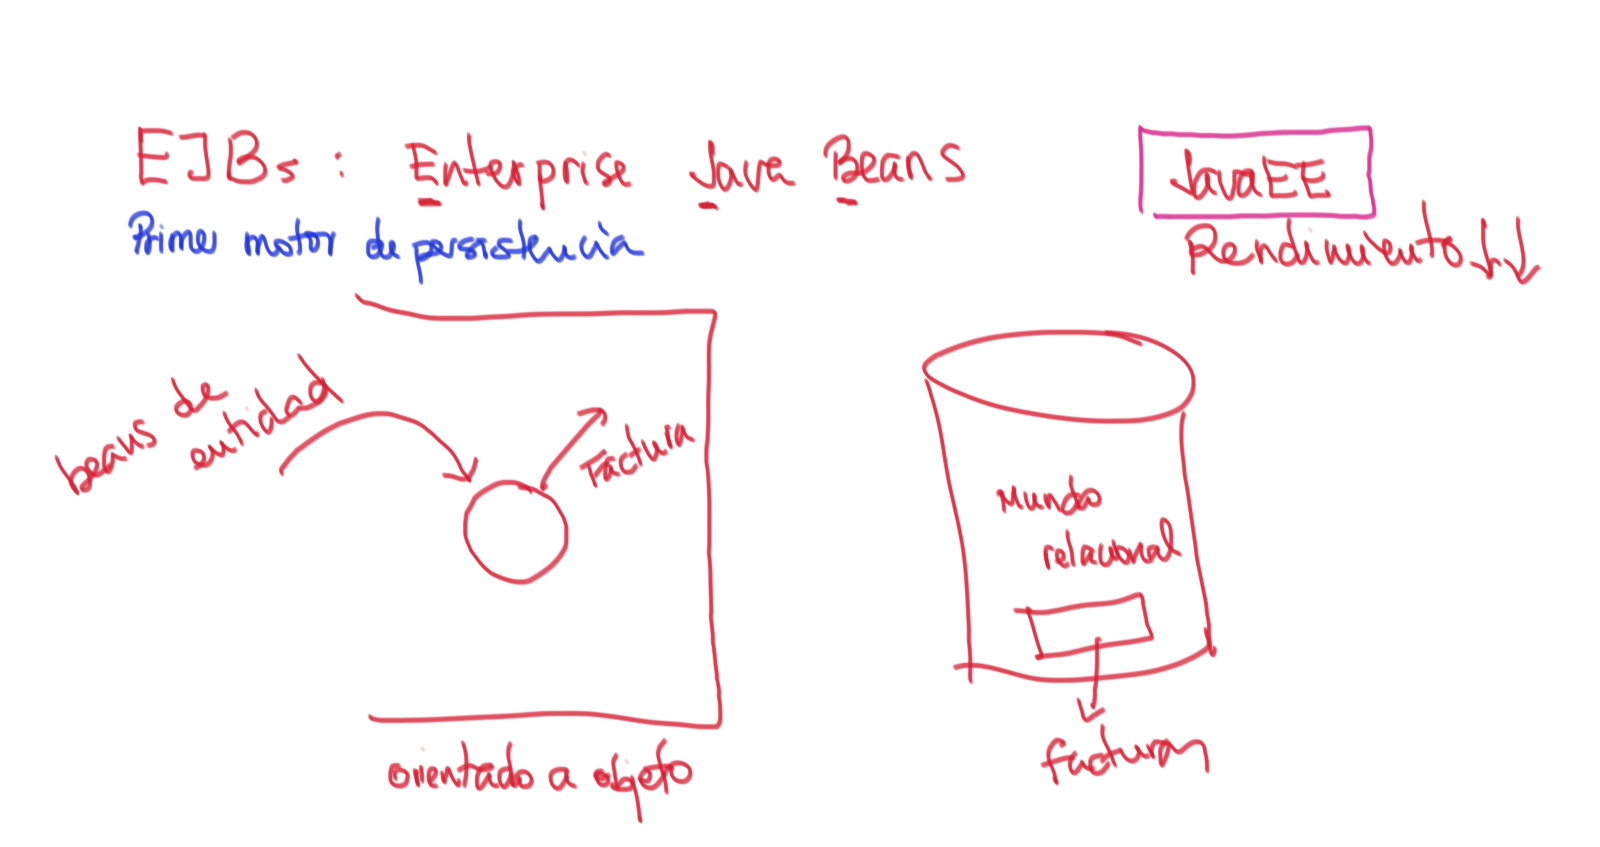 EJBs : Enterprise Java Beans
JavaEE
Primer motor de persistencia
Rendimiento ↓↓
beans de
entidad
Factura
Mundo
relacional
orientado a objeto
facturas